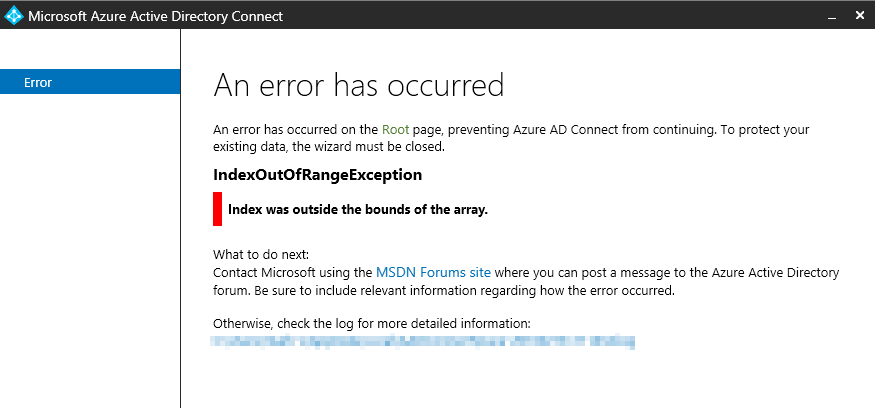 Microsoft Azure Active Directory Connect
Error
An error has occurred
An error has occurred on the Root page, preventing Azure AD Connect from continuing. To protect your
existing data, the wizard must be closed.
IndexOutOfRangeException
Index was outside the bounds of the array.
What to do next:
Contact Microsoft using the MSDN Forums site where you can post a message to the Azure Active Directory
forum. Be sure to include relevant information regarding how the error occurred.
Otherwise, check the log for more detailed information: